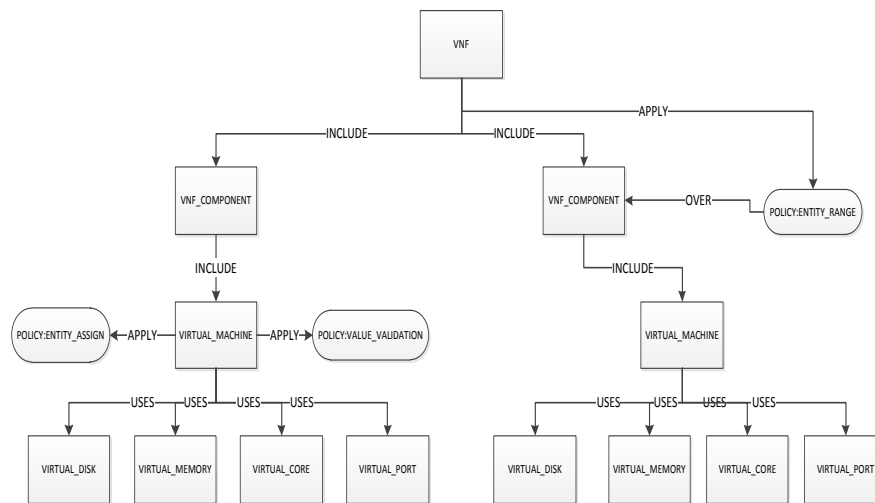 VNF
APPLY
INCLUDE INCLUDE
VNF_COMPONENT VNF_COMPONENT OVER POLICY:ENTITY_RANGE
INCLUDE INCLUDE
POLICY:ENTITY_ASSIGN APPLY VIRTUAL_MACHINE APPLY POLICY:VALUE_VALIDATION VIRTUAL_MACHINE
USES USES USES USES USES USES USES USES
VIRTUAL_DISK VIRTUAL_MEMORY VIRTUAL_CORE VIRTUAL_PORT VIRTUAL_DISK VIRTUAL_MEMORY VIRTUAL_CORE VIRTUAL_PORT